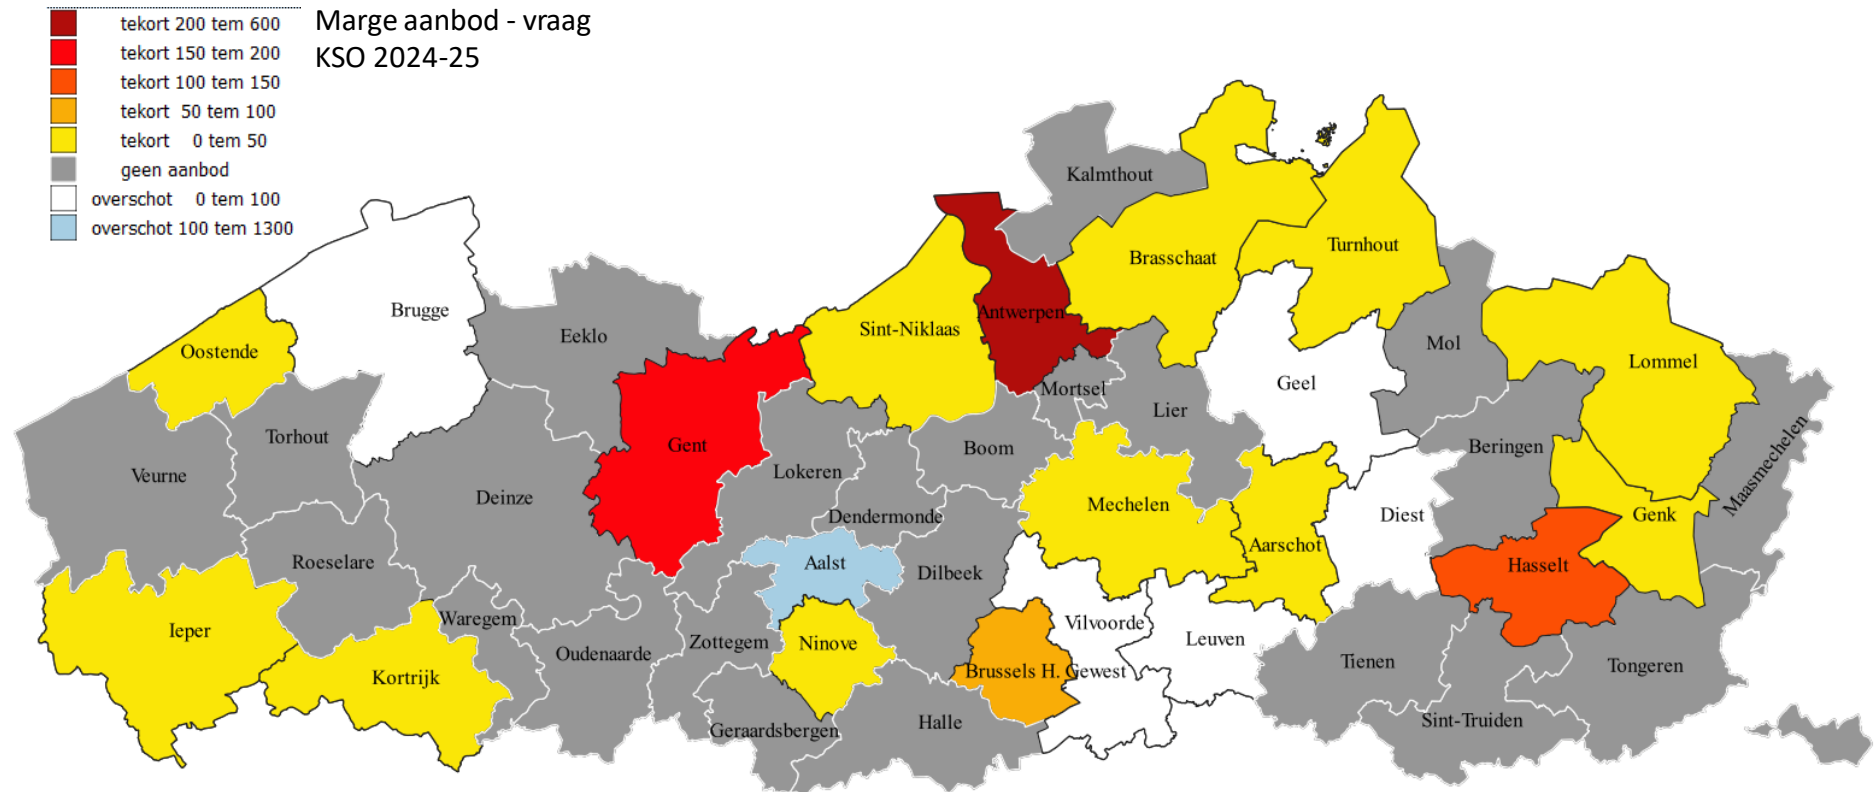 tekort 200 tem 600
tekort 150 tem 200
tekort 100 tem 150
tekort 50 tem 100
tekort 0 tem 50
geen aanbod
overschot 0 tem 100
overschot 100 tem 1300
Marge aanbod - vraag
KSO 2024-25
Kalmthout
Brugge
Oostende
Eeklo
Sint-Niklaas
Antwerpen
Brasschaat
Turnhout
Mol
Lommel
Geel
Mortsel
Lier
Torhout
Veurne
Deinze
Gent
Lokeren
Boom
Beringen
Maasmechelen
Dendermonde
Mechelen
Diest
Genk
Aarschot
Roeselare
Aalst
Dilbeek
Hasselt
Ieper
Waregem
Zottegem
Ninove
Vilvoorde
Leuven
Oudenaarde
Kortrijk
Brussels H. Gewest
Tienen
Tongeren
Geraardsbergen
Halle
Sint-Truiden